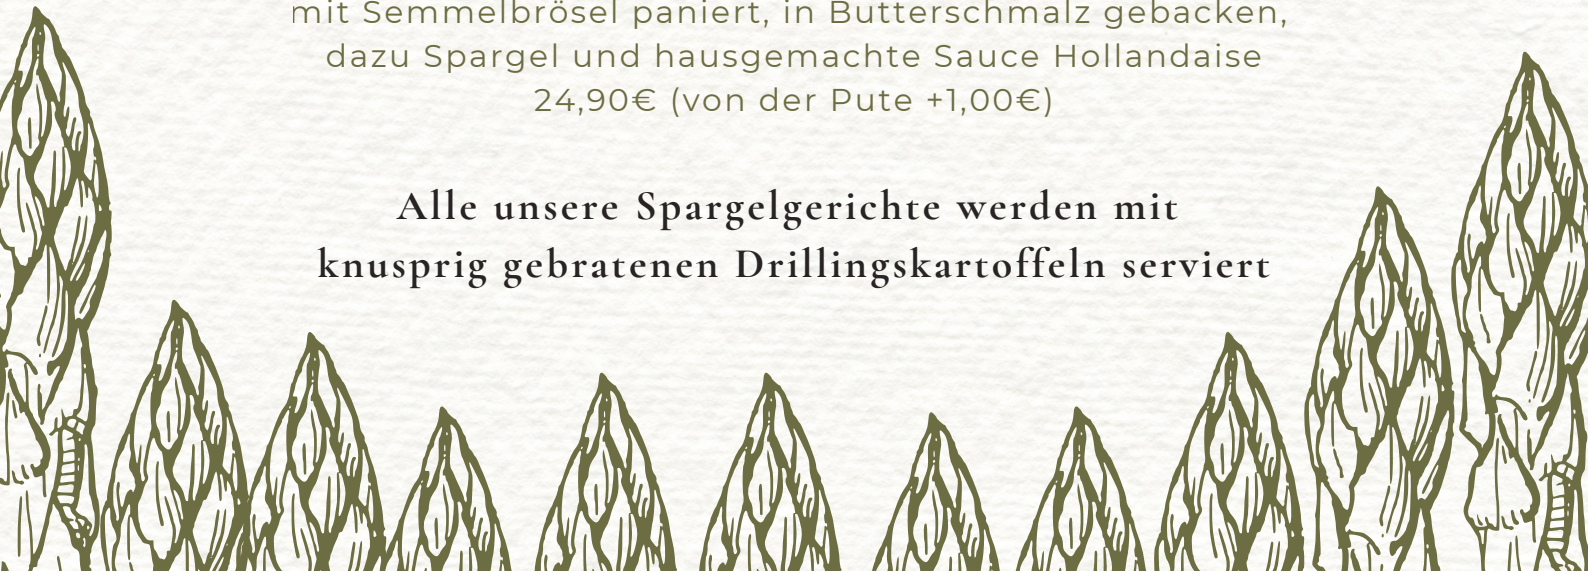 mit Semmelbrösel paniert, in Butterschmalz gebacken,
dazu Spargel und hausgemachte Sauce Hollandaise
24,90€ (von der Pute +1,00€)
Alle unsere Spargelgerichte werden mit
knusprig gebratenen Drillingskartoffeln serviert